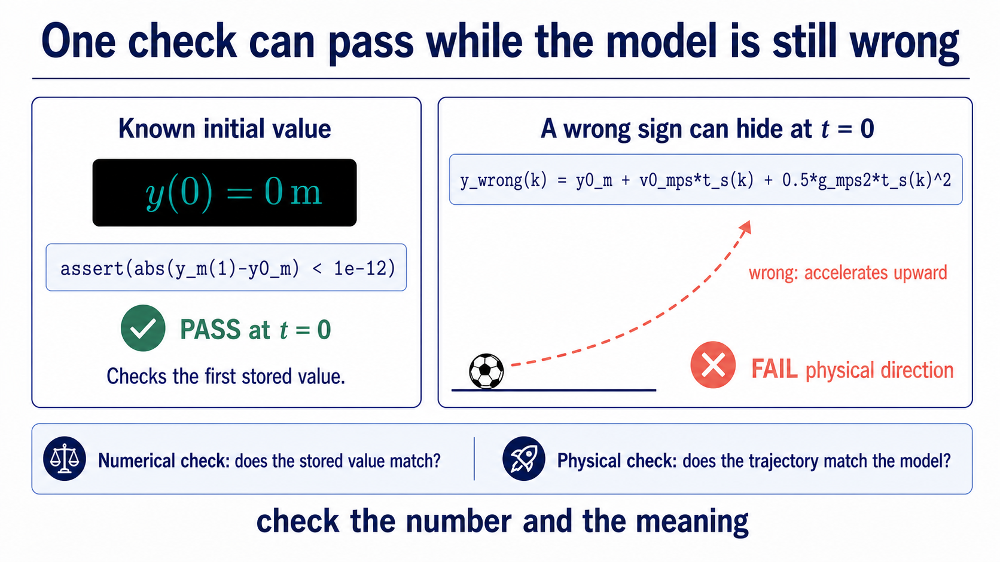 One check can pass while the model is still wrong
Known initial value
y(0) = 0 m
assert(abs(y_m(1)-y0_m) < 1e-12)
PASS at t = 0
Checks the first stored value.
A wrong sign can hide at t = 0
y_wrong(k) = y0_m + v0_mps*t_s(k) + 0.5*g_mps2*t_s(k)^2
wrong: accelerates upward
FAIL physical direction
Numerical check: does the stored value match?
Physical check: does the trajectory match the model?
check the number and the meaning